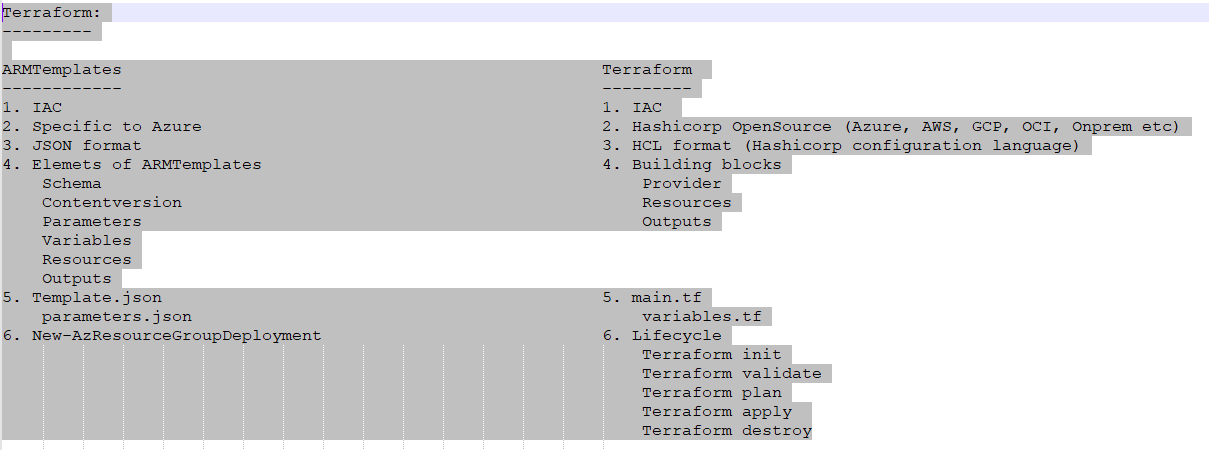 Terraform:
---------
ARMTemplates Terraform
------------ ---------
1. IAC 1. IAC
2. Specific to Azure 2. Hashicorp OpenSource (Azure, AWS, GCP, OCI, Onprem etc)
3. JSON format 3. HCL format (Hashicorp configuration language)
4. Elemets of ARMTemplates 4. Building blocks
Schema Provider
Contentversion Resources
Parameters Outputs
Variables
Resources
Outputs
5. Template.json 5. main.tf
parameters.json variables.tf
6. New-AzResourceGroupDeployment 6. Lifecycle
Terraform init
Terraform validate
Terraform plan
Terraform apply
Terraform destroy